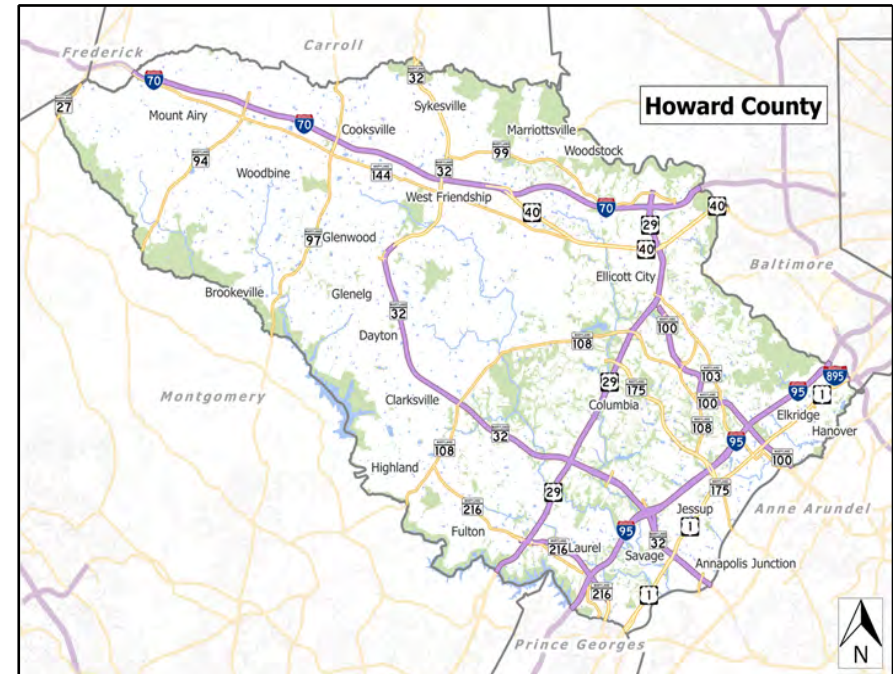 Frederick
Carroll
70
MARYLAND
32
27
Howard County
Mount Airy
70
Sykesville
Cooksville
Marriottsville
99
Woodstock
94
Woodbine
144
32
West Friendship
40
70
40
29
97
Glenwood
40
Baltimore
Ellicott City
Brookeville
Glenelg
32
Dayton
100
108
103
895
95
1
Montgomery
29
175
Columbia
Clarksville
100
Elkridge
Hanover
108
32
108
95
100
Highland
29
175
Anne Arundel
216
Jessup
1
Fulton
95
32
216
Laurel
Savage
Annapolis Junction
216
1
Prince Georges
N